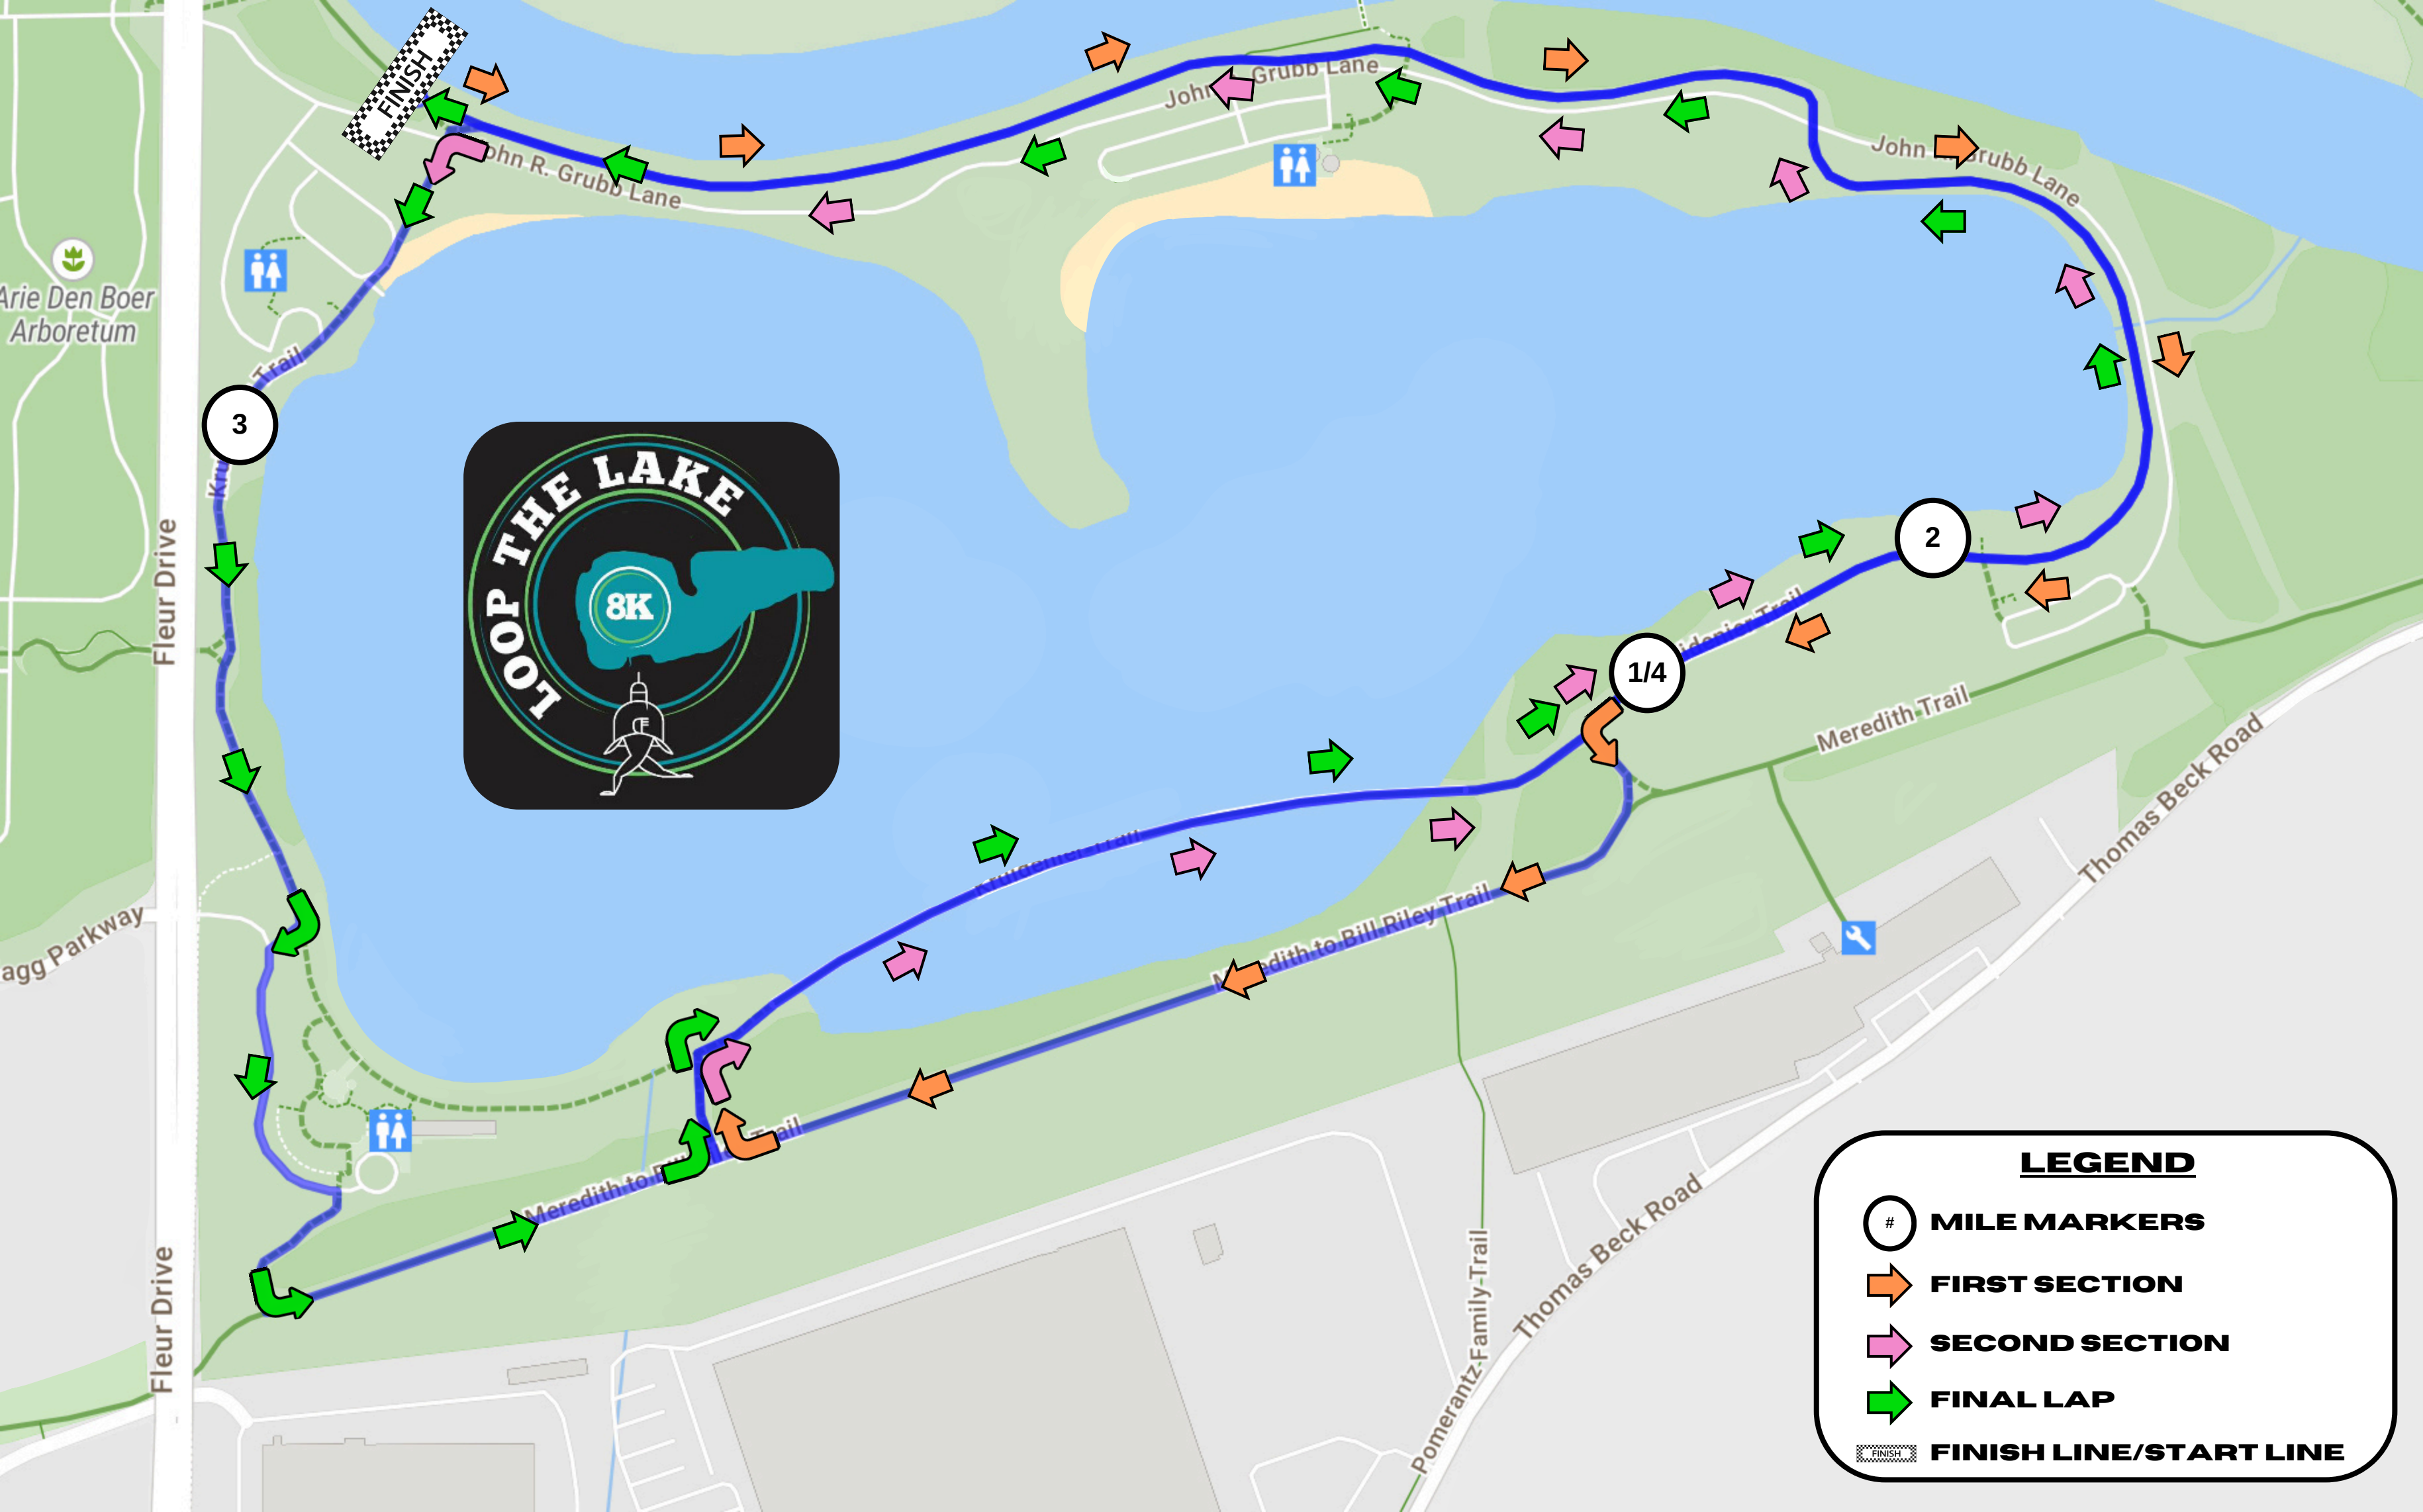 FINISH
John R. Grubb Lane
John Grubb Lane
John Grubb Lane
Arie Den Boer
Arboretum
Trail
3
Fleur Drive
LOOP THE LAKE
8K
2
1/4
Trail
Meredith Trail
Thomas Beck Road
agg Parkway
Meredith to Bill Riley Trail
Meredith to Trail
Fleur Drive
Pomerantz Family Trail
Thomas Beck Road
LEGEND
# MILE MARKERS
FIRST SECTION
SECOND SECTION
FINAL LAP
FINISH FINISH LINE/START LINE